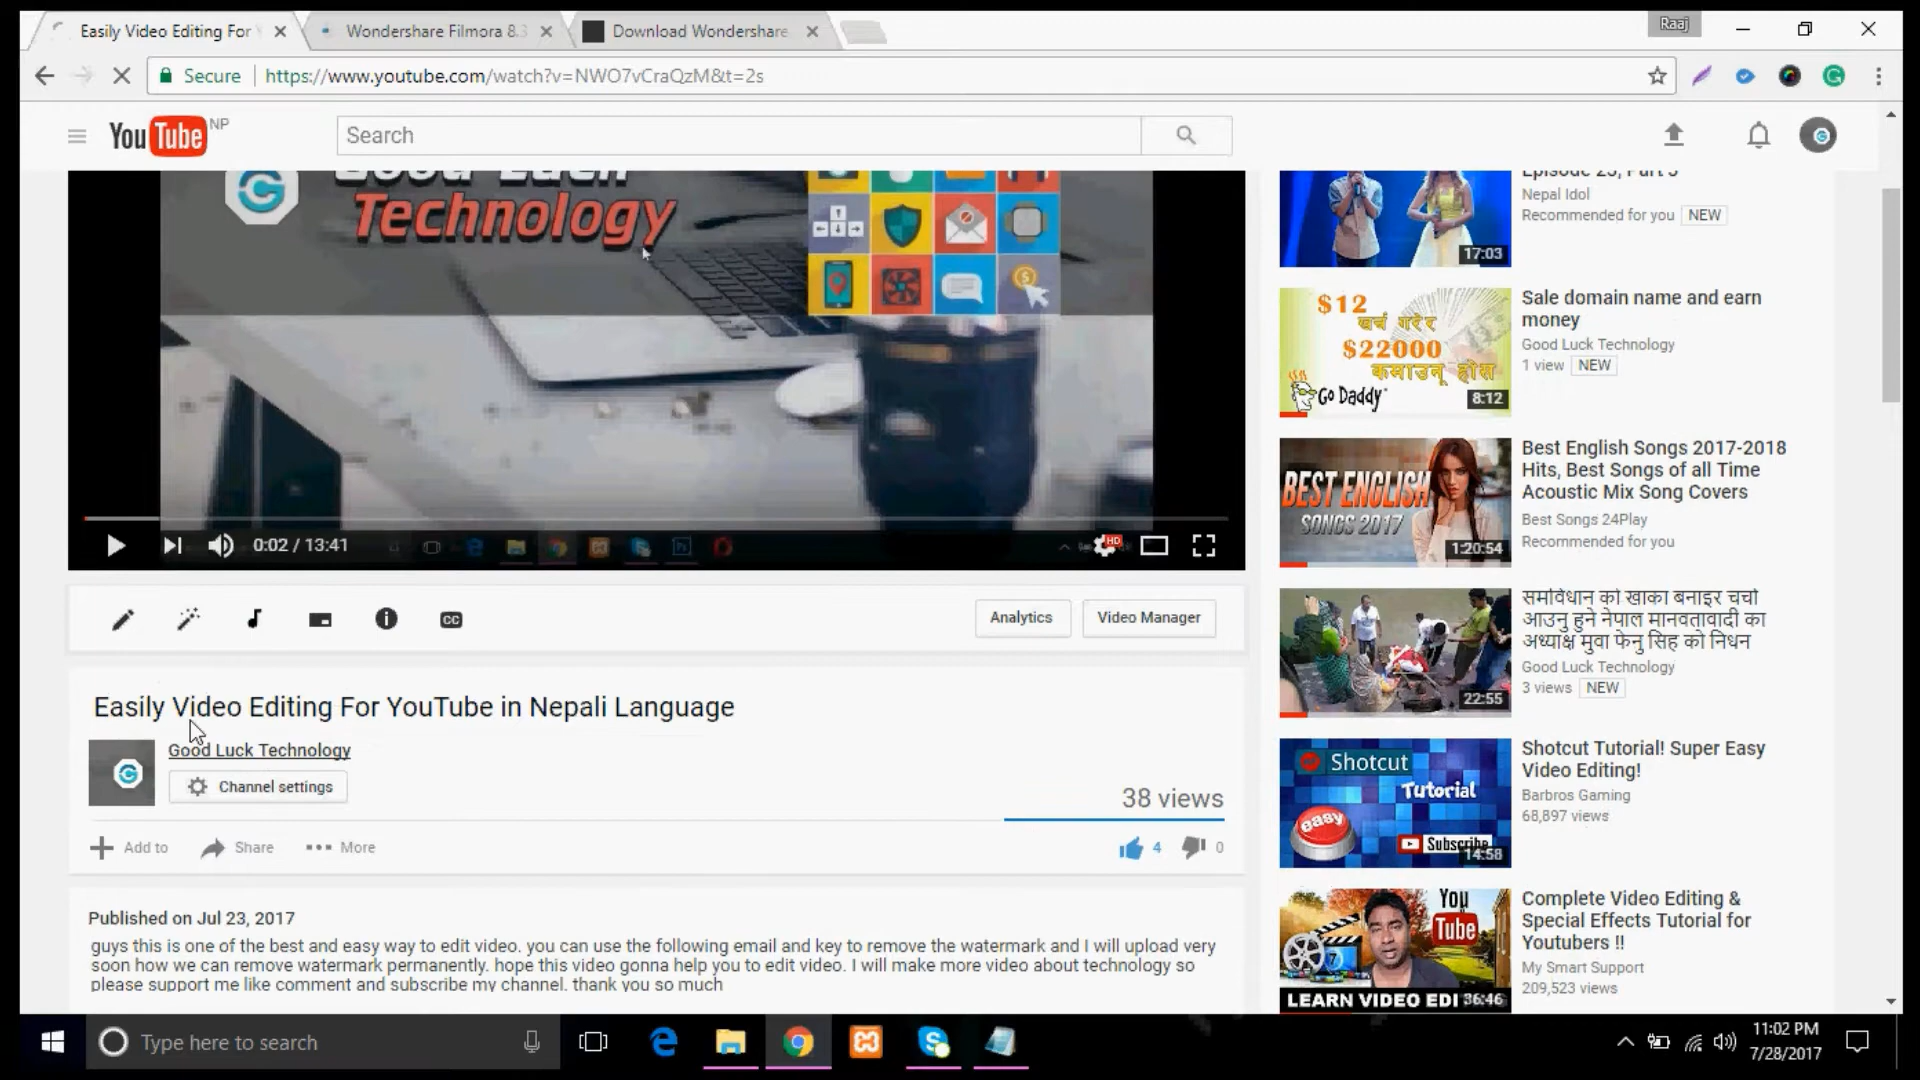 Easily Video Editing For
Wondershare Filmora 8.3
Download Wondershare
Raaj
Secure
https://www.youtube.com/watch?v=NWO7vCraQzM&t=2s
YouTube NP
Search
Technology
0:02 / 13:41
HD
Analytics
Video Manager
Easily Video Editing For YouTube in Nepali Language
Good Luck Technology
Channel settings
38 views
Add to
Share
More
4
0
Published on Jul 23, 2017
guys this is one of the best and easy way to edit video. you can use the following email and key to remove the watermark and I will upload very
soon how we can remove watermark permanently. hope this video gonna help you to edit video. I will make more video about technology so
please support me like comment and subscribe my channel. thank you so much
Nepal Idol
Recommended for you NEW
17:03
$12
खर्च गरेर
$22000
कमाउनू होस
Go Daddy
8:12
Sale domain name and earn
money
Good Luck Technology
1 view NEW
BEST ENGLISH
SONGS 2017
1:20:54
Best English Songs 2017-2018
Hits, Best Songs of all Time
Acoustic Mix Song Covers
Best Songs 24Play
Recommended for you
22:55
समविधान को खाका बनाइर चर्चा
आउनु हुने नेपाल मानवतावादी का
अध्याक्ष मुवा फेनु सिह को निधन
Good Luck Technology
3 views NEW
Shotcut
Tutorial
easy
Subscribe
14:58
Shotcut Tutorial! Super Easy
Video Editing!
Barbros Gaming
68,897 views
You
Tube
LEARN VIDEO EDI
36:46
Complete Video Editing &
Special Effects Tutorial for
Youtubers !!
My Smart Support
209,523 views
Type here to search
11:02 PM
7/28/2017